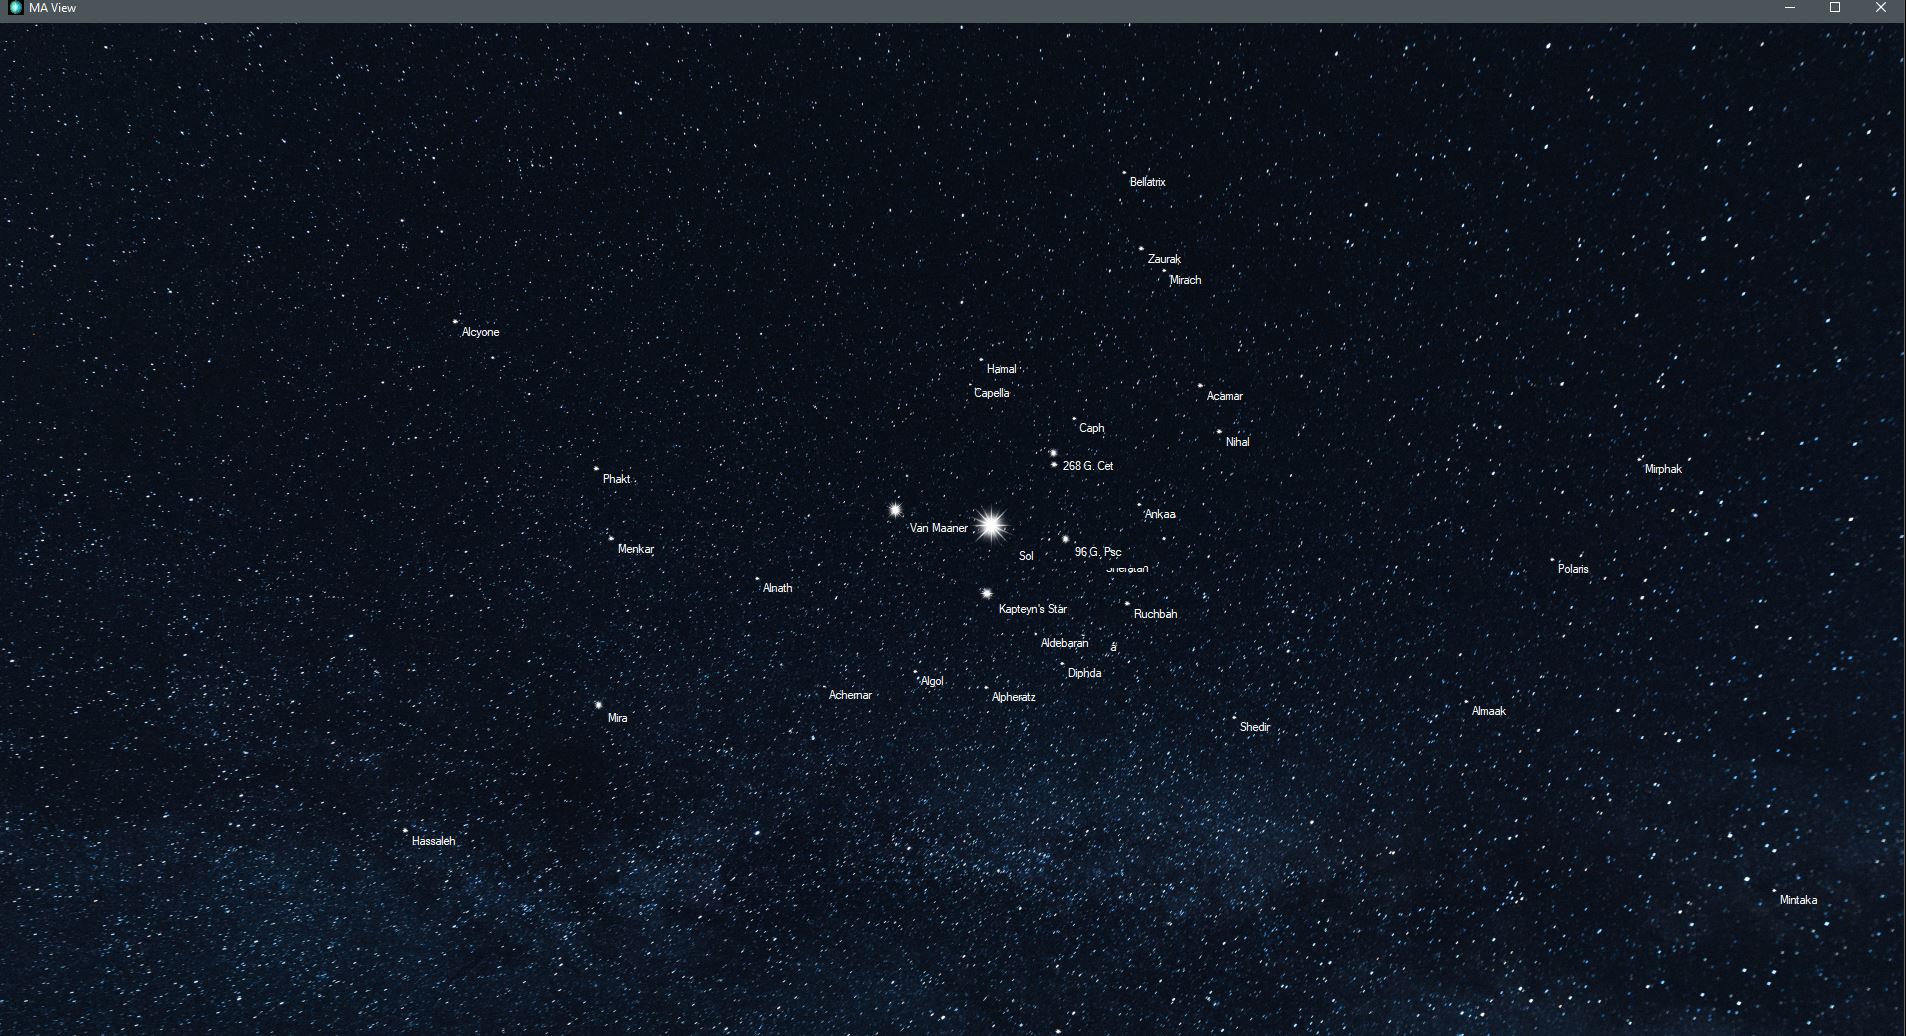 MA View
Bellatrix
Zaurak
Mirach
Alcyone
Hamal
Capella
Acamar
Caph
Nihal
268 G. Cet
Mirphak
Phakt
Ankaa
Van Maaner
Menkar
Sol
96 G. Psc
Sheratan
Polaris
Alnath
Kapteyn's Star
Ruchbah
Aldebaran
a
Diphda
Algol
Achernar
Alpheratz
Mira
Almaak
Shedir
Hassaleh
Mintaka